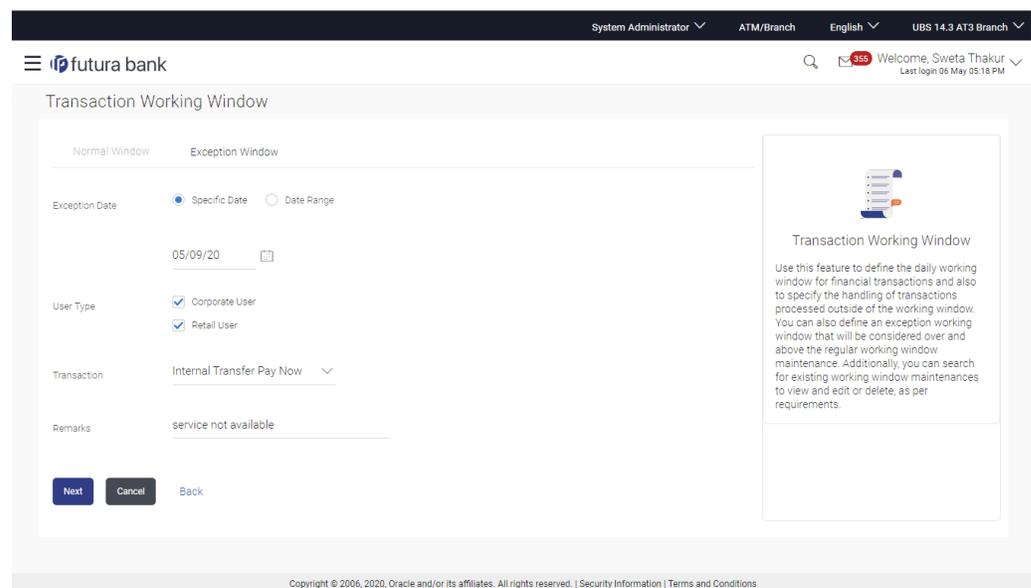 System Administrator ATM/Branch English UBS 14.3 AT3 Branch
futura bank 355 Welcome, Sweta Thakur
Last login 06 May 05:18 PM
Transaction Working Window
Normal Window Exception Window
Exception Date Specific Date Date Range
05/09/20
User Type Corporate User
Retail User
Transaction Internal Transfer Pay Now
Remarks service not available
Next Cancel Back
Transaction Working Window
Use this feature to define the daily working
window for financial transactions and also
to specify the handling of transactions
processed outside of the working window.
You can also define an exception working
window that will be considered over and
above the regular working window
maintenance. Additionally, you can search
for existing working window maintenances
to view and edit or delete, as per
requirements.
Copyright © 2006, 2020, Oracle and/or its affiliates. All rights reserved. | Security Information | Terms and Conditions